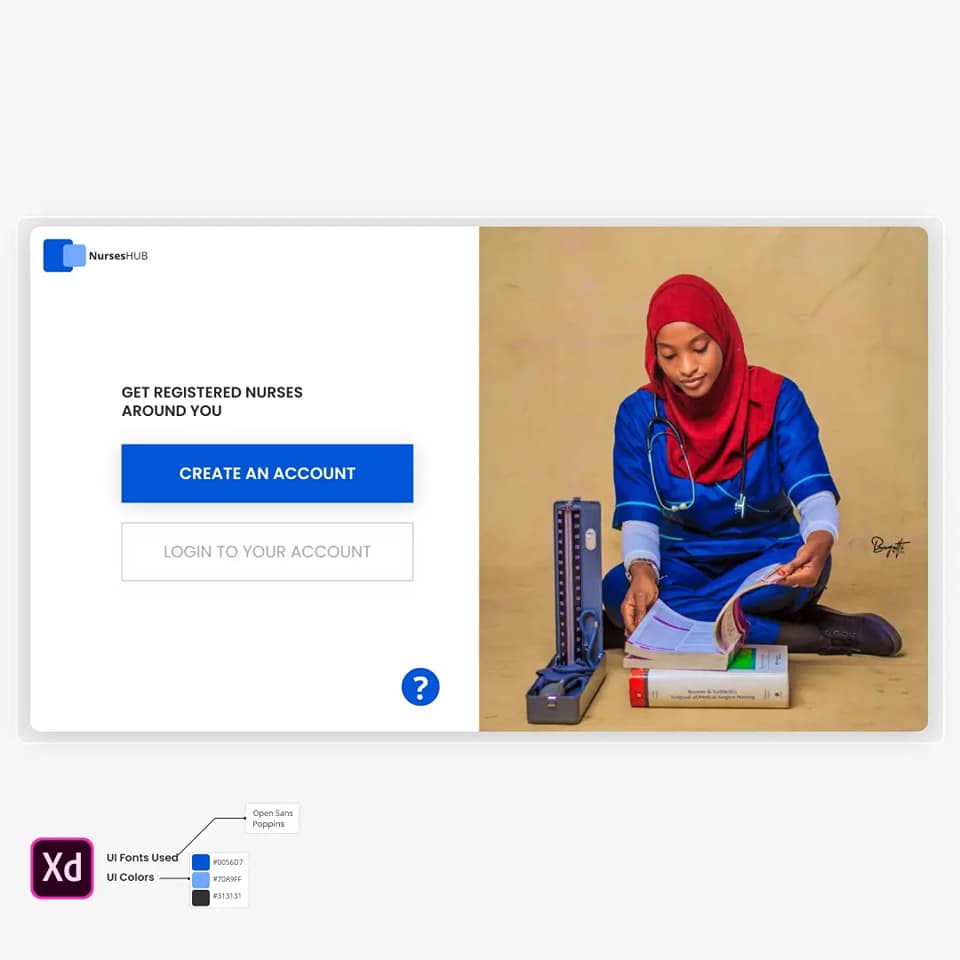 NursesHUB
GET REGISTERED NURSES
AROUND YOU
CREATE AN ACCOUNT
LOGIN TO YOUR ACCOUNT
?
Brunner & Suddarth's
Textbook of Medical-Surgical Nursing
Xd
UI Fonts Used
Open Sans
Poppins
UI Colors
#0056D7
#70A9FF
#313131